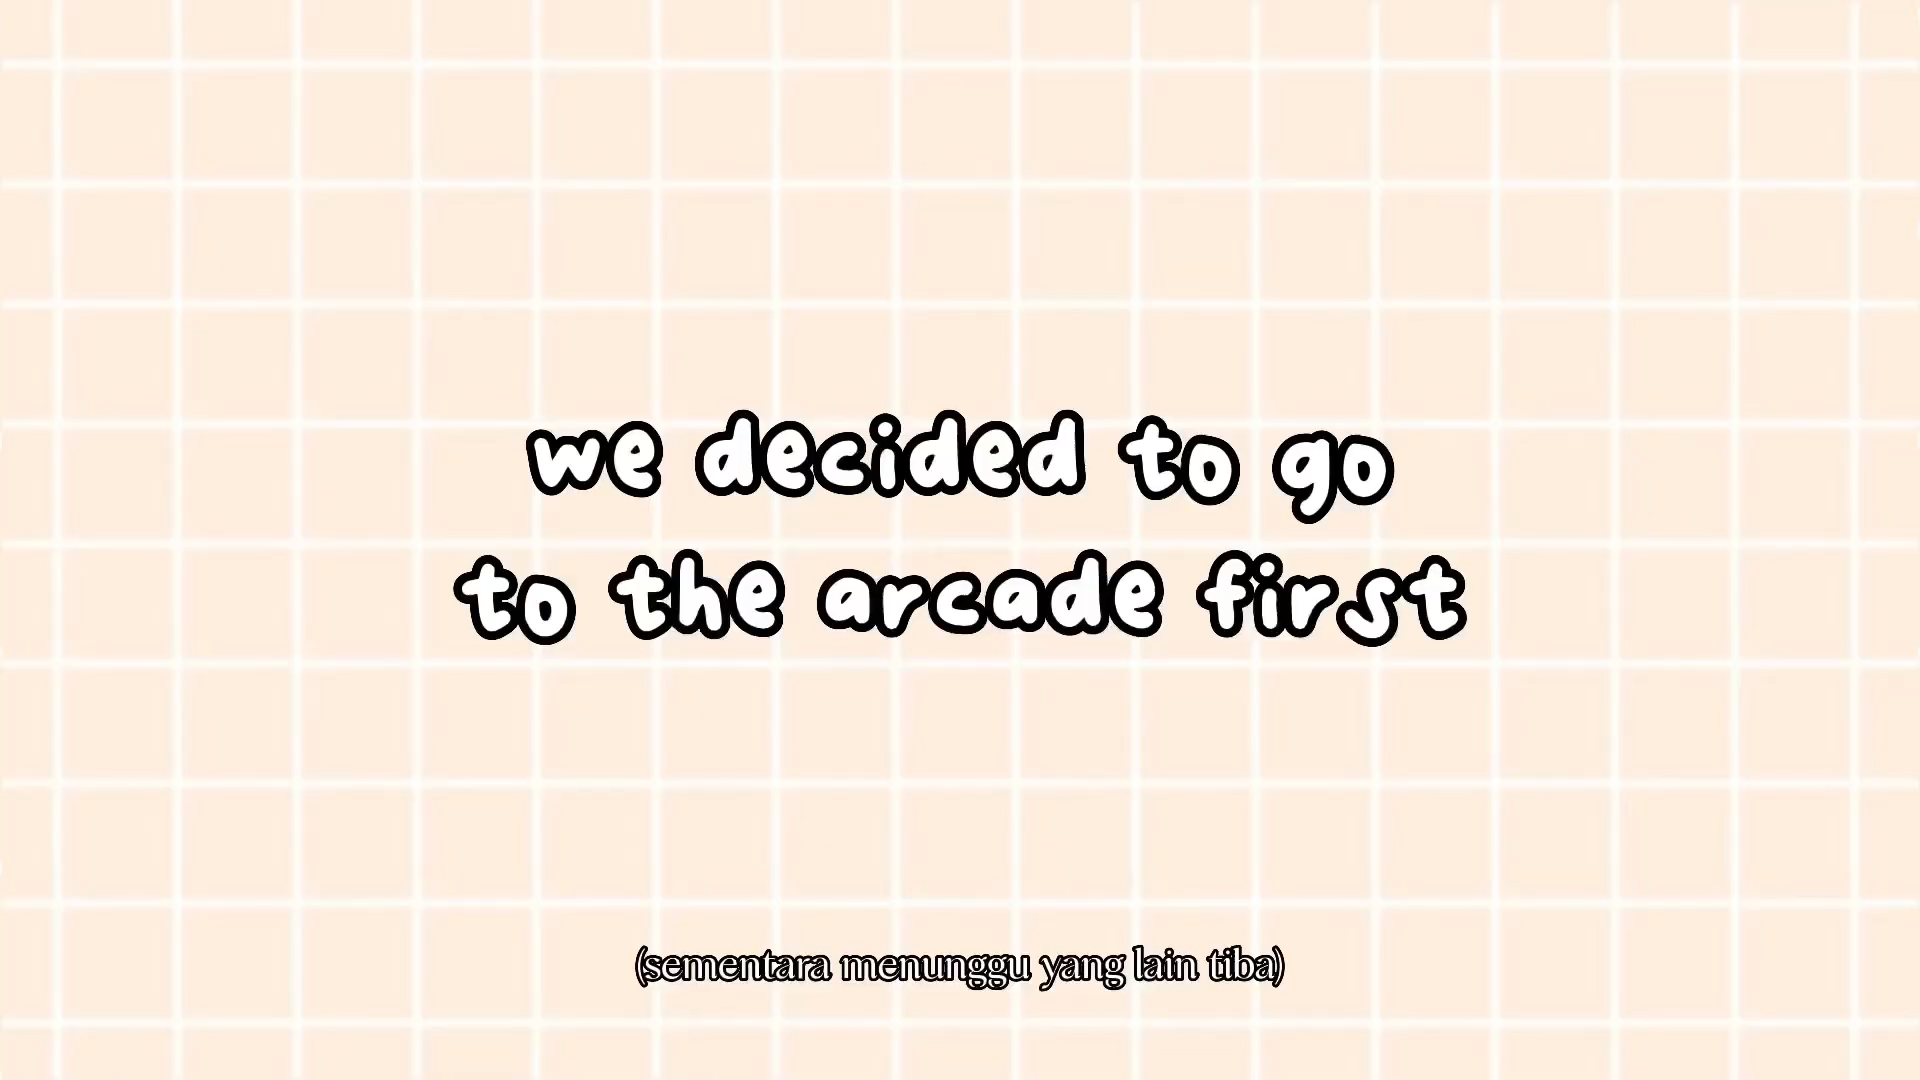 we decided to go
to the arcade first
(sementara menunggu yang lain tiba)